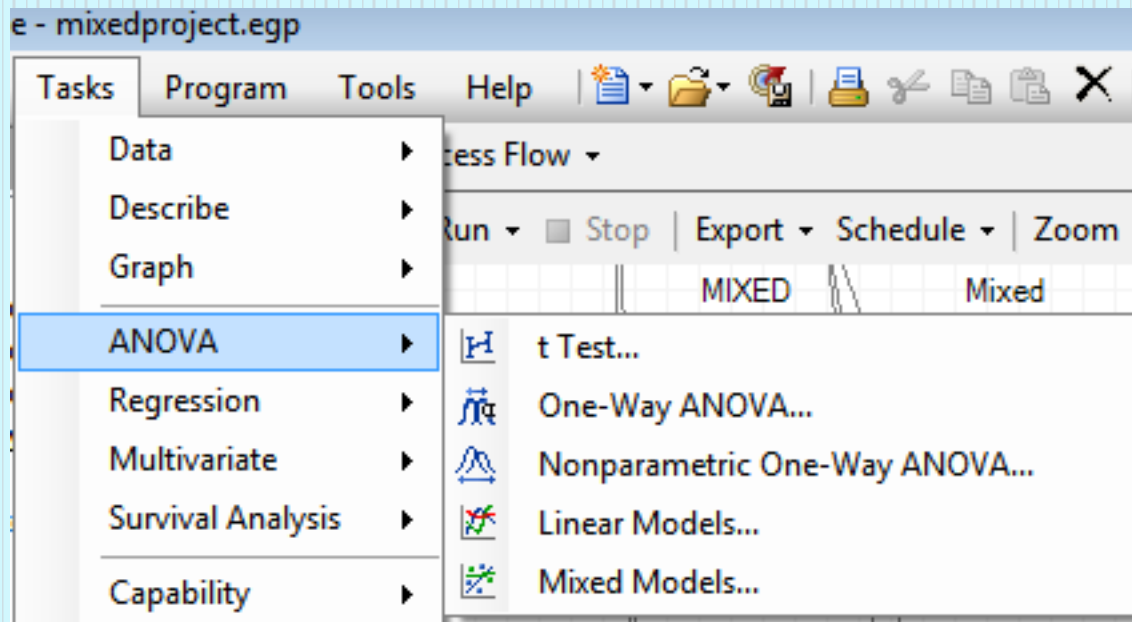 e - mixedproject.egp
Tasks Program Tools Help
Data
cess Flow
Describe
Run Stop Export Schedule Zoom
Graph
MIXED Mixed
ANOVA
t Test...
Regression
One-Way ANOVA...
Multivariate
Nonparametric One-Way ANOVA...
Survival Analysis
Linear Models...
Capability
Mixed Models...